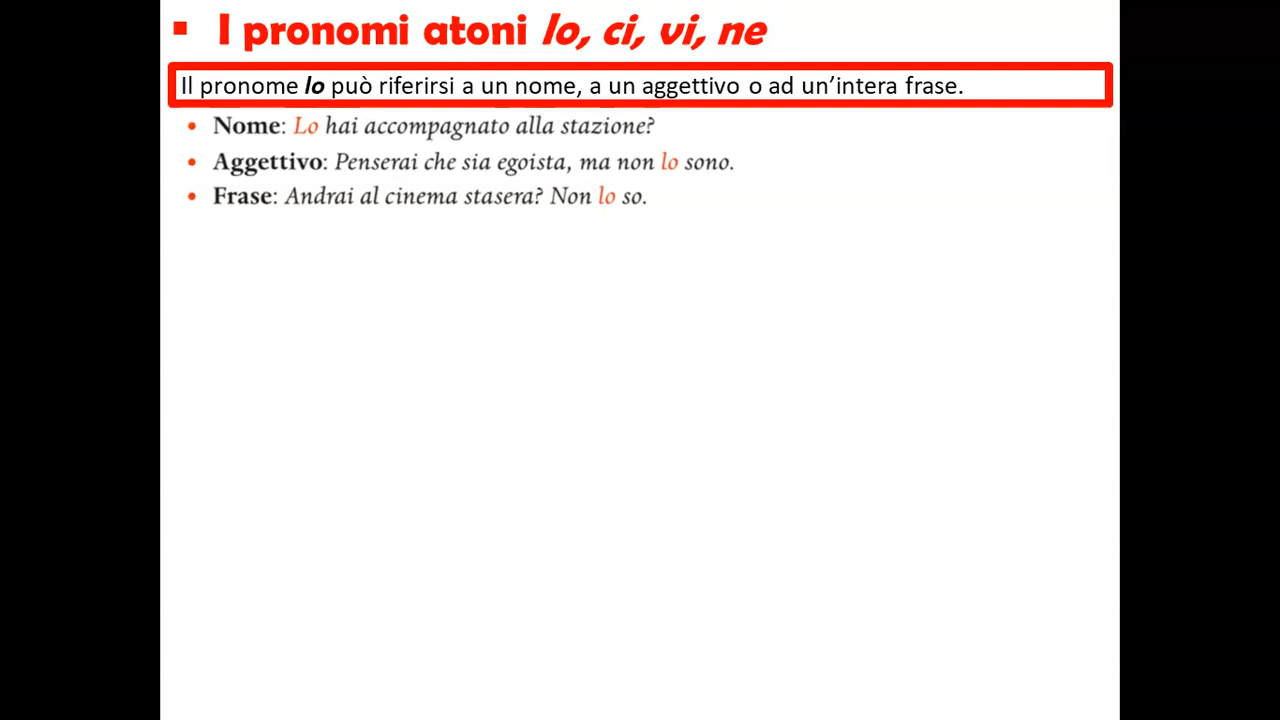 ▪ I pronomi atoni lo, ci, vi, ne
Il pronome lo può riferirsi a un nome, a un aggettivo o ad un’intera frase.
• Nome: Lo hai accompagnato alla stazione?
• Aggettivo: Penserai che sia egoista, ma non lo sono.
• Frase: Andrai al cinema stasera? Non lo so.